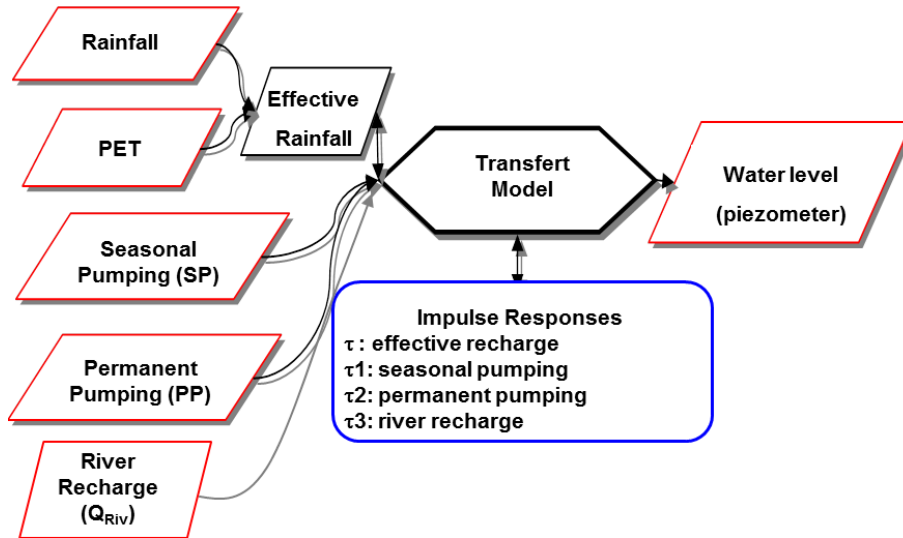 Rainfall
PET
Effective
Rainfall
Seasonal
Pumping (SP)
Permanent
Pumping (PP)
River
Recharge
(Q_Riv)
Transfert
Model
Water level
(piezometer)
Impulse Responses
τ : effective recharge
τ1: seasonal pumping
τ2: permanent pumping
τ3: river recharge